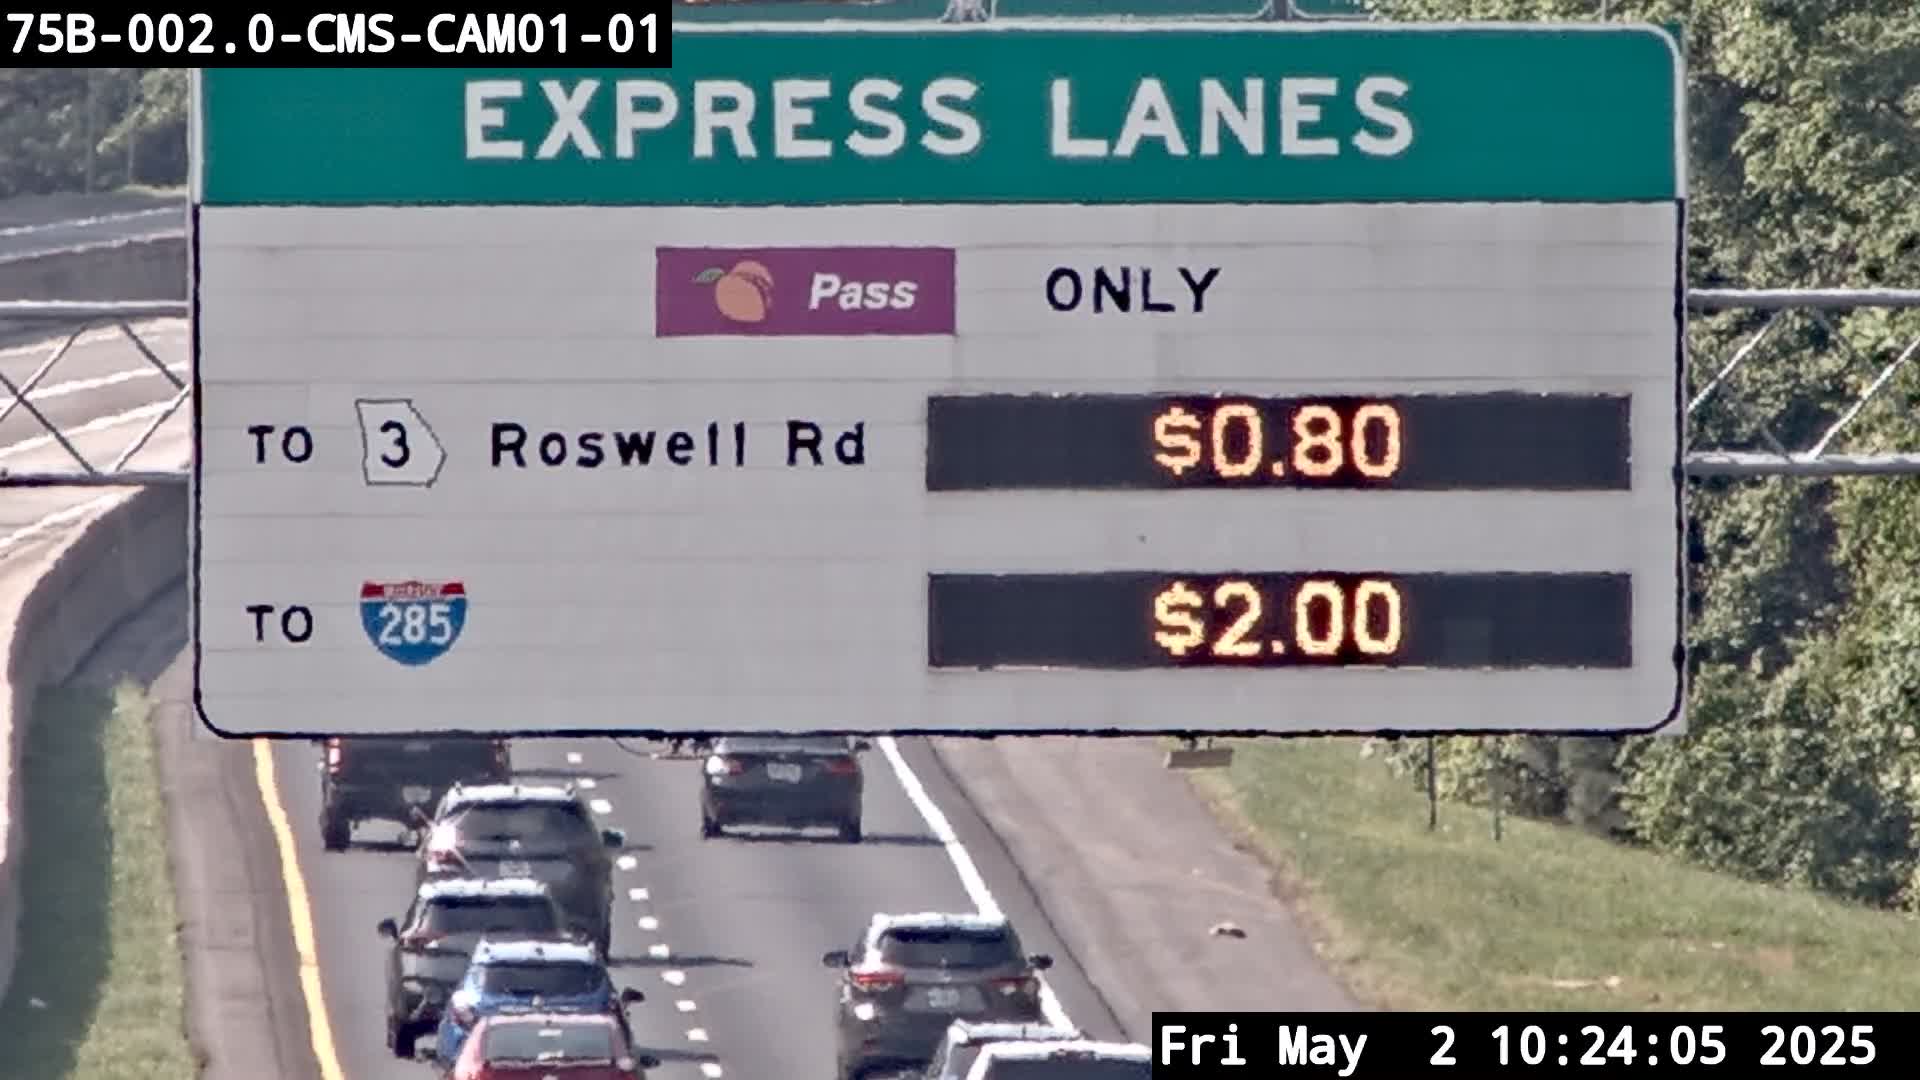 75B-002.0-CMS-CAM01-01
EXPRESS LANES
Pass ONLY
TO 3 Roswell Rd $0.80
TO 285 $2.00
Fri May 2 10:24:05 2025